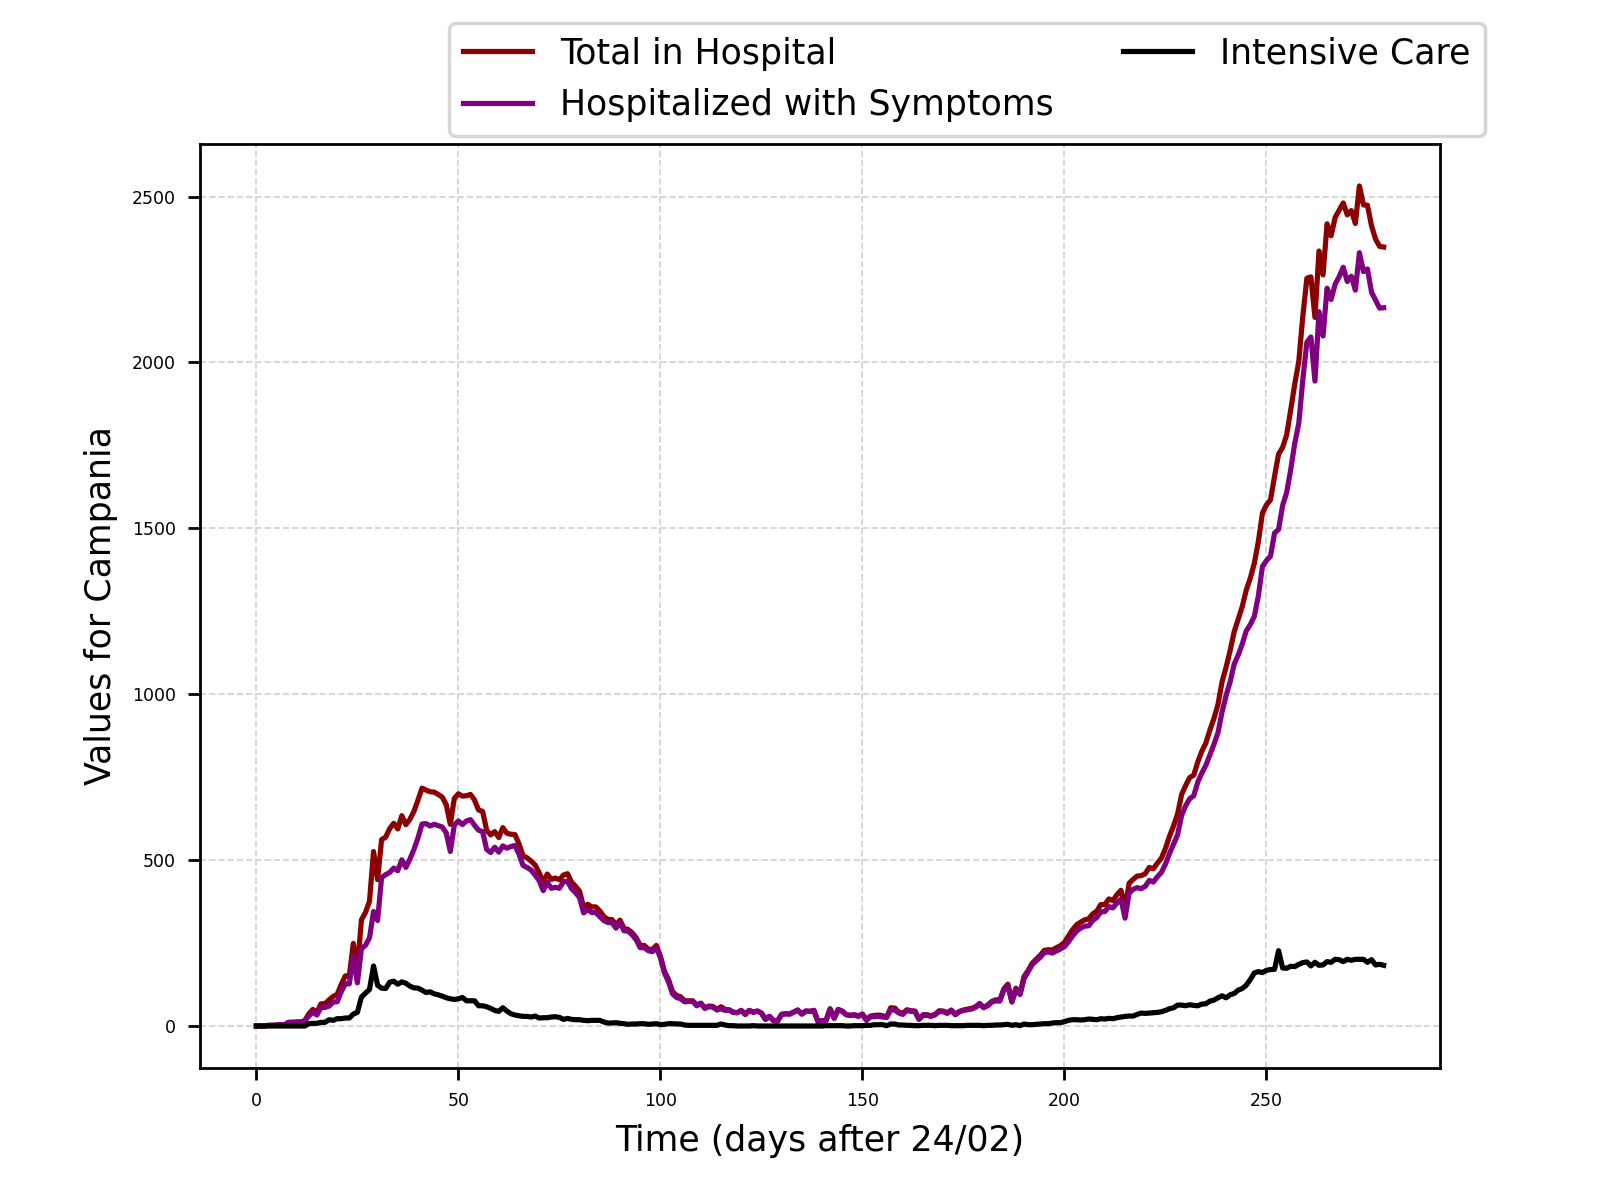 Total in Hospital
Hospitalized with Symptoms
Intensive Care
Values for Campania
2500
2000
1500
1000
500
0
0 50 100 150 200 250
Time (days after 24/02)